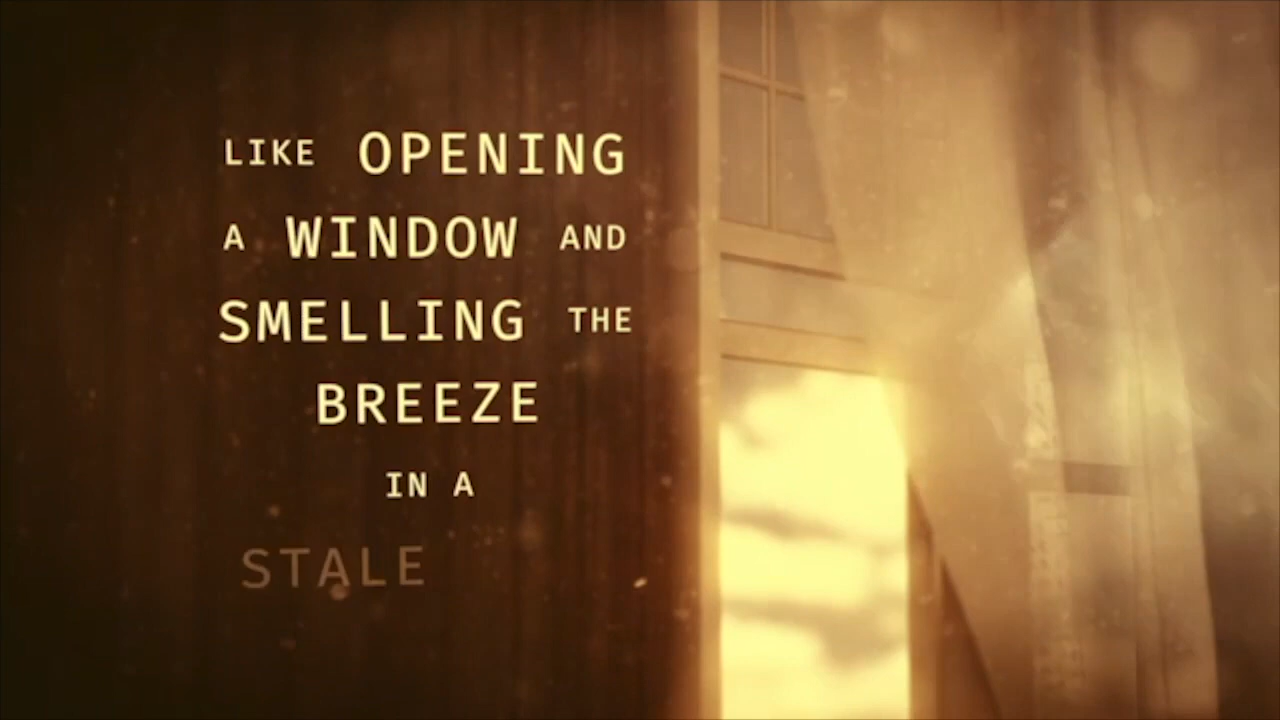 LIKE OPENING
A WINDOW AND
SMELLING THE
BREEZE
IN A
STALE